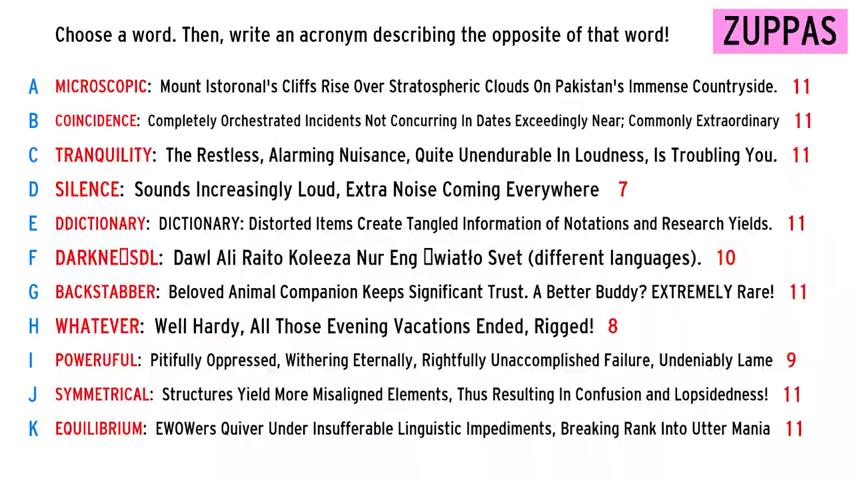 Choose a word. Then, write an acronym describing the opposite of that word!
ZUPPAS
A MICROSCOPIC: Mount Istoronal's Cliffs Rise Over Stratospheric Clouds On Pakistan's Immense Countryside. 11
B COINCIDENCE: Completely Orchestrated Incidents Not Concurring In Dates Exceedingly Near; Commonly Extraordinary 11
C TRANQUILITY: The Restless, Alarming Nuisance, Quite Unendurable In Loudness, Is Troubling You. 11
D SILENCE: Sounds Increasingly Loud, Extra Noise Coming Everywhere 7
E DDICTIONARY: DICTIONARY: Distorted Items Create Tangled Information of Notations and Research Yields. 11
F DARKNE▯SDL: Dawl Ali Raito Koleeza Nur Eng ▯wiatło Svet (different languages). 10
G BACKSTABBER: Beloved Animal Companion Keeps Significant Trust. A Better Buddy? EXTREMELY Rare! 11
H WHATEVER: Well Hardy, All Those Evening Vacations Ended, Rigged! 8
I POWERUFUL: Pitifully Oppressed, Withering Eternally, Rightfully Unaccomplished Failure, Undeniably Lame 9
J SYMMETRICAL: Structures Yield More Misaligned Elements, Thus Resulting In Confusion and Lopsidedness! 11
K EQUILIBRIUM: EWOWers Quiver Under Insufferable Linguistic Impediments, Breaking Rank Into Utter Mania 11